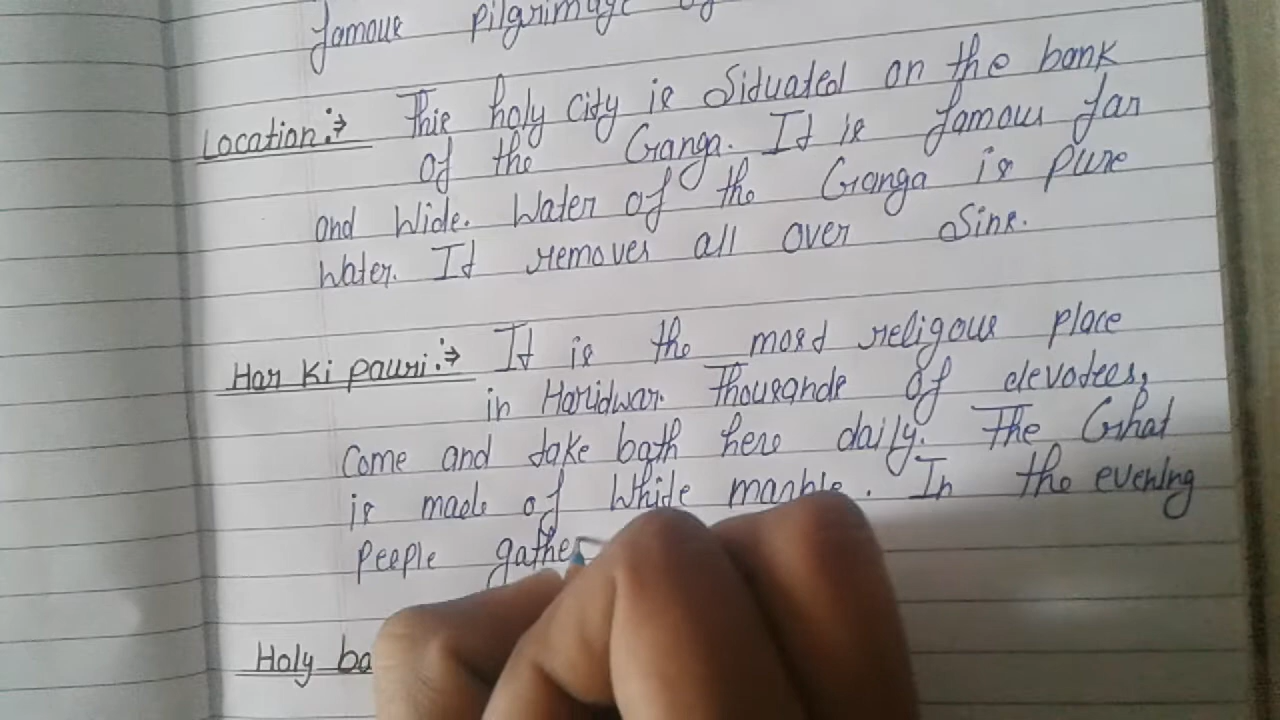 famous pilgrimage of
Location :→ This holy city is situated on the bank
of the Ganga. It is famous far
and wide. Water of the Ganga is pure
water. It removes all over sins.
Har Ki pauri :→ It is the most religous place
in Haridwar. Thousands of devotees,
come and take bath here daily. The Ghat
is made of white marble. In the evening
peeple gather
Holy ba